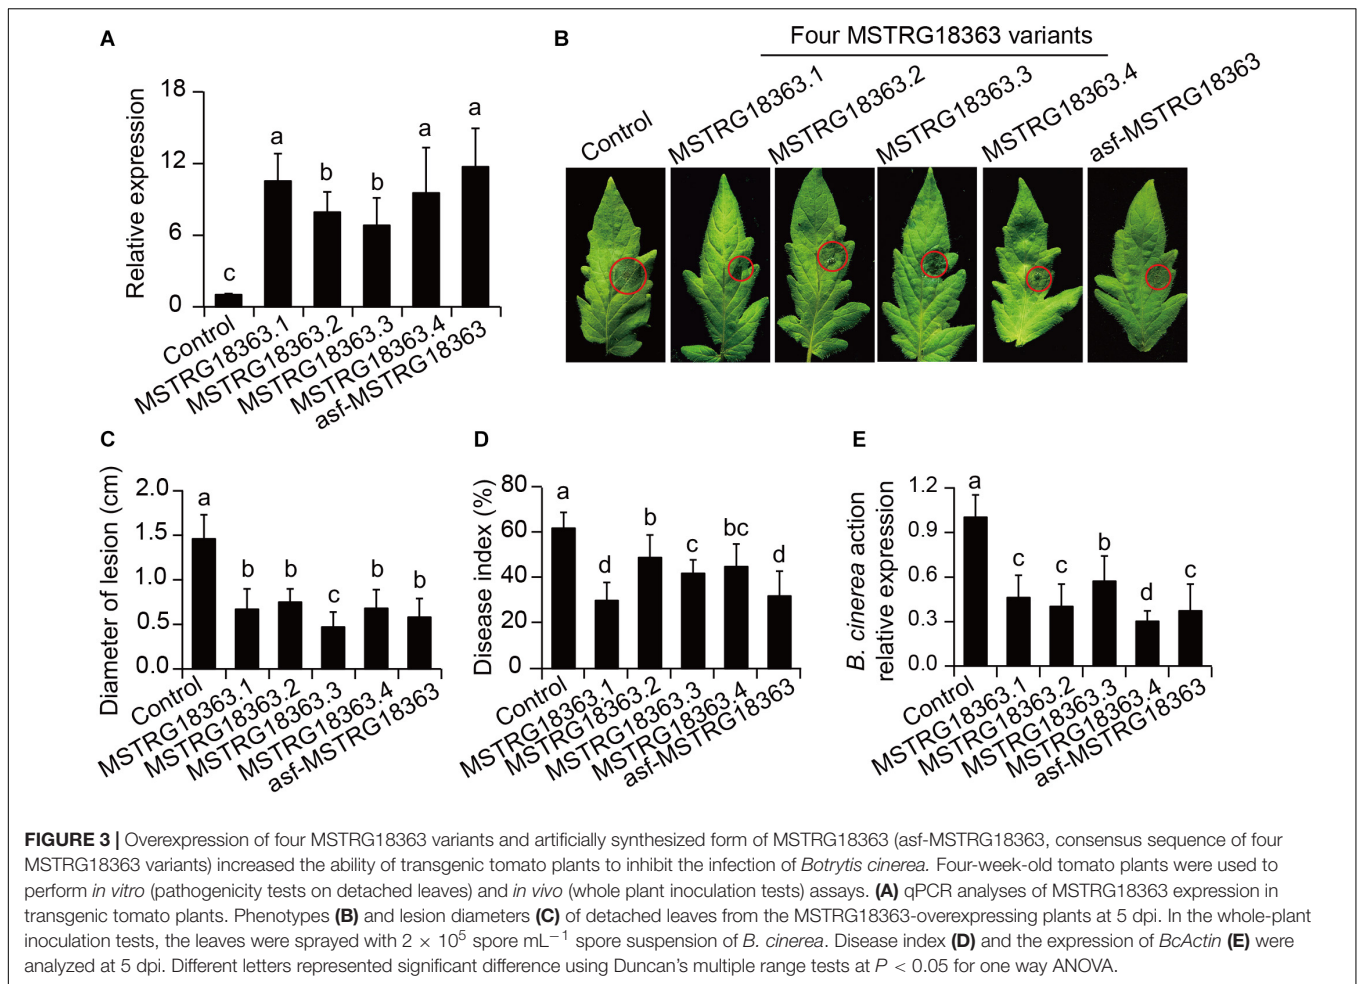 A
Relative expression
18
12
6
0
c
a
b
b
a
a
Control
MSTRG18363.1
MSTRG18363.2
MSTRG18363.3
MSTRG18363.4
asf-MSTRG18363
B
Four MSTRG18363 variants
Control
MSTRG18363.1
MSTRG18363.2
MSTRG18363.3
MSTRG18363.4
asf-MSTRG18363
C
Diameter of lesion (cm)
2.0
1.5
1.0
0.5
0.0
a
b
b
c
b
b
Control
MSTRG18363.1
MSTRG18363.2
MSTRG18363.3
MSTRG18363.4
asf-MSTRG18363
D
Disease index (%)
80
60
40
20
0
a
d
b
c
bc
d
Control
MSTRG18363.1
MSTRG18363.2
MSTRG18363.3
MSTRG18363.4
asf-MSTRG18363
E
B. cinerea action
relative expression
1.2
0.9
0.6
0.3
0.0
a
c
c
b
d
c
Control
MSTRG18363.1
MSTRG18363.2
MSTRG18363.3
MSTRG18363.4
asf-MSTRG18363
FIGURE 3 | Overexpression of four MSTRG18363 variants and artificially synthesized form of MSTRG18363 (asf-MSTRG18363, consensus sequence of four
MSTRG18363 variants) increased the ability of transgenic tomato plants to inhibit the infection of Botrytis cinerea. Four-week-old tomato plants were used to
perform in vitro (pathogenicity tests on detached leaves) and in vivo (whole plant inoculation tests) assays. (A) qPCR analyses of MSTRG18363 expression in
transgenic tomato plants. Phenotypes (B) and lesion diameters (C) of detached leaves from the MSTRG18363-overexpressing plants at 5 dpi. In the whole-plant
inoculation tests, the leaves were sprayed with 2 × 10⁵ spore mL⁻¹ spore suspension of B. cinerea. Disease index (D) and the expression of BcActin (E) were
analyzed at 5 dpi. Different letters represented significant difference using Duncan's multiple range tests at P < 0.05 for one way ANOVA.